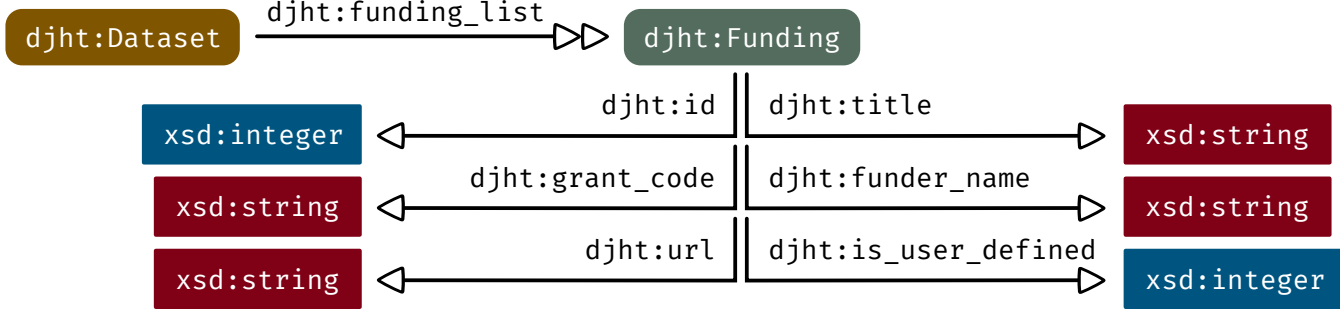 djht:Dataset
djht:funding_list
djht:Funding
djht:id
djht:title
xsd:integer
xsd:string
djht:grant_code
djht:funder_name
xsd:string
xsd:string
djht:url
djht:is_user_defined
xsd:string
xsd:integer